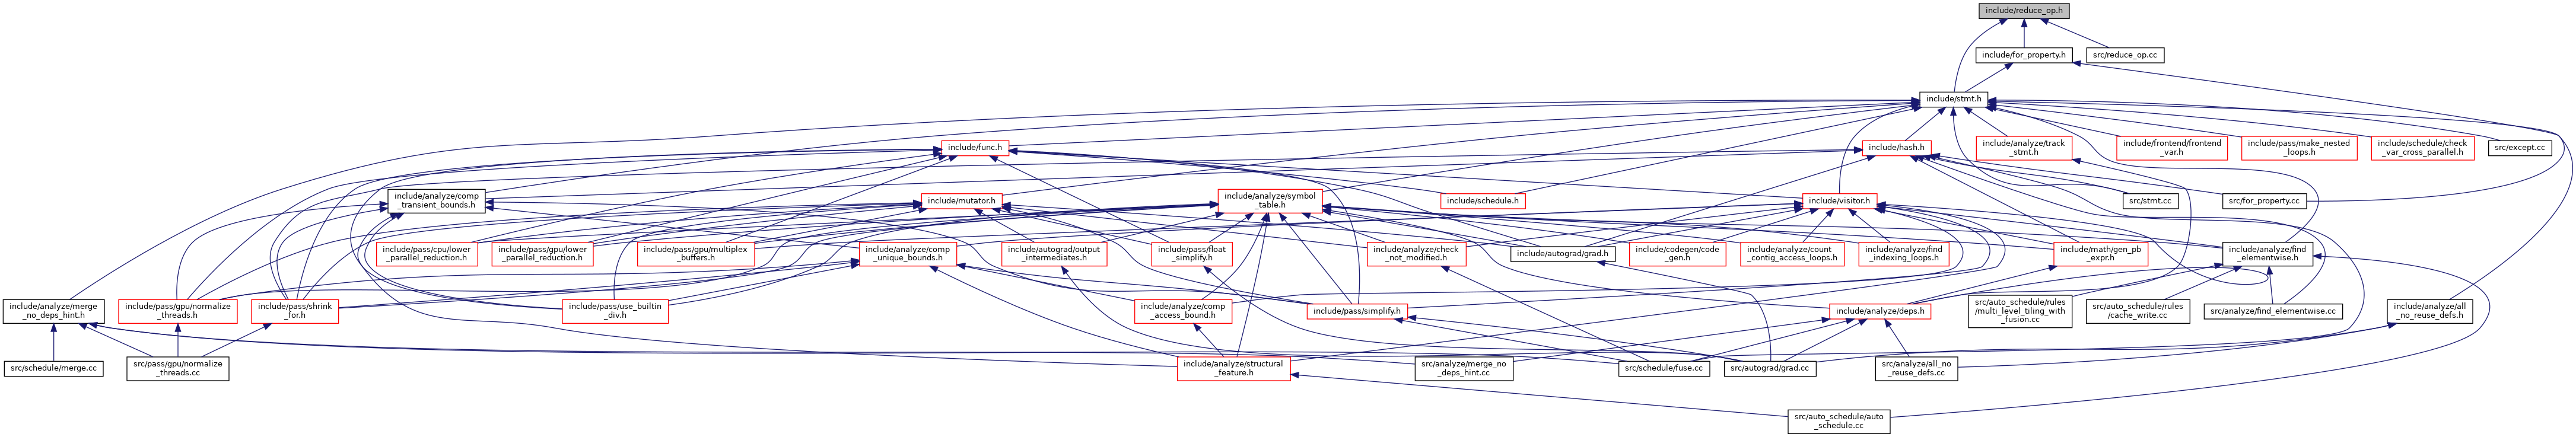 include/reduce_op.h
include/for_property.h
src/reduce_op.cc
include/stmt.h
include/func.h
include/hash.h
include/analyze/track
_stmt.h
include/frontend/frontend
_var.h
include/pass/make_nested
_loops.h
include/schedule/check
_var_cross_parallel.h
src/except.cc
include/analyze/comp
_transient_bounds.h
include/mutator.h
include/analyze/symbol
_table.h
include/schedule.h
include/visitor.h
src/stmt.cc
src/for_property.cc
include/pass/cpu/lower
_parallel_reduction.h
include/pass/gpu/lower
_parallel_reduction.h
include/pass/gpu/multiplex
_buffers.h
include/analyze/comp
_unique_bounds.h
include/autograd/output
_intermediates.h
include/pass/float
_simplify.h
include/analyze/check
_not_modified.h
include/autograd/grad.h
include/codegen/code
_gen.h
include/analyze/count
_contig_access_loops.h
include/analyze/find
_indexing_loops.h
include/math/gen_pb
_expr.h
include/analyze/find
_elementwise.h
include/analyze/merge
_no_deps_hint.h
include/pass/gpu/normalize
_threads.h
include/pass/shrink
_for.h
include/pass/use_builtin
_div.h
include/analyze/comp
_access_bound.h
include/pass/simplify.h
include/analyze/deps.h
src/auto_schedule/rules
/multi_level_tiling_with
_fusion.cc
src/auto_schedule/rules
/cache_write.cc
src/analyze/find_elementwise.cc
include/analyze/all
_no_reuse_defs.h
src/schedule/merge.cc
src/pass/gpu/normalize
_threads.cc
include/analyze/structural
_feature.h
src/analyze/merge_no
_deps_hint.cc
src/schedule/fuse.cc
src/autograd/grad.cc
src/analyze/all_no
_reuse_defs.cc
src/auto_schedule/auto
_schedule.cc